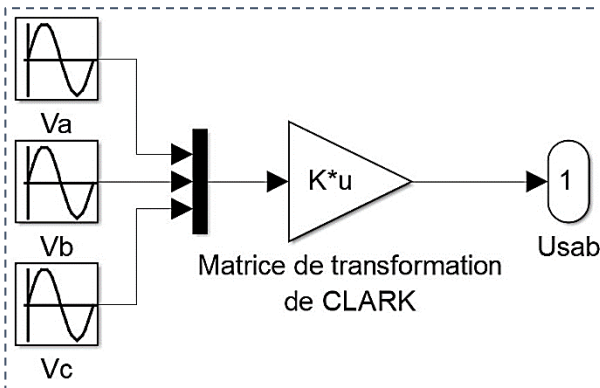 Va
Vb
Vc
K*u
Matrice de transformation
de CLARK
1
Usab